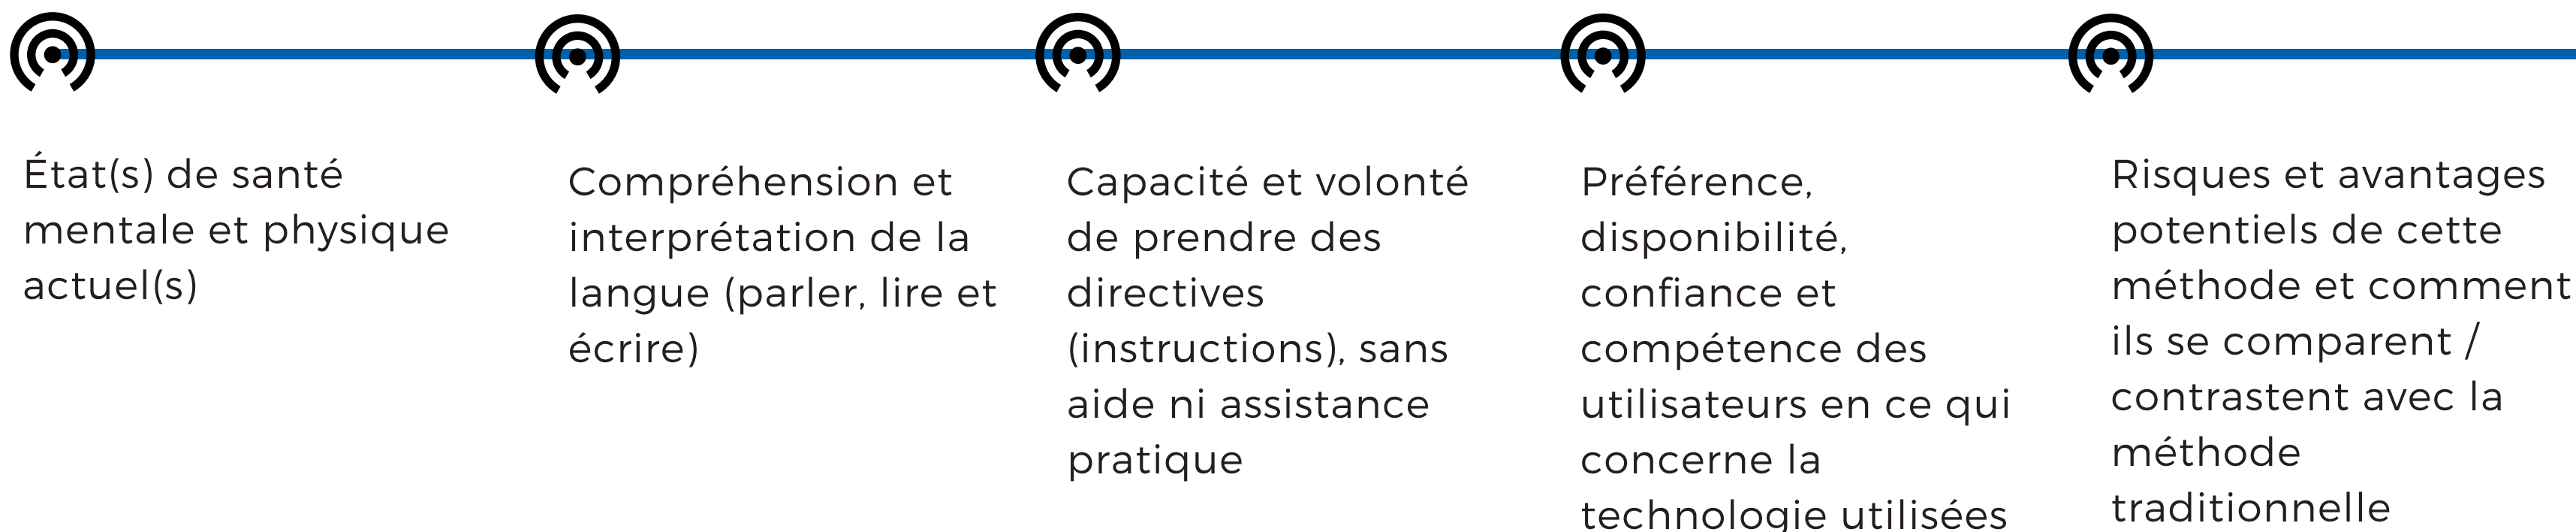 État(s) de santé
mentale et physique
actuel(s)
Compréhension et
interprétation de la
langue (parler, lire et
écrire)
Capacité et volonté
de prendre des
directives
(instructions), sans
aide ni assistance
pratique
Préférence,
disponibilité,
confiance et
compétence des
utilisateurs en ce qui
concerne la
technologie utilisées
Risques et avantages
potentiels de cette
méthode et comment
ils se comparent /
contrastent avec la
méthode
traditionnelle